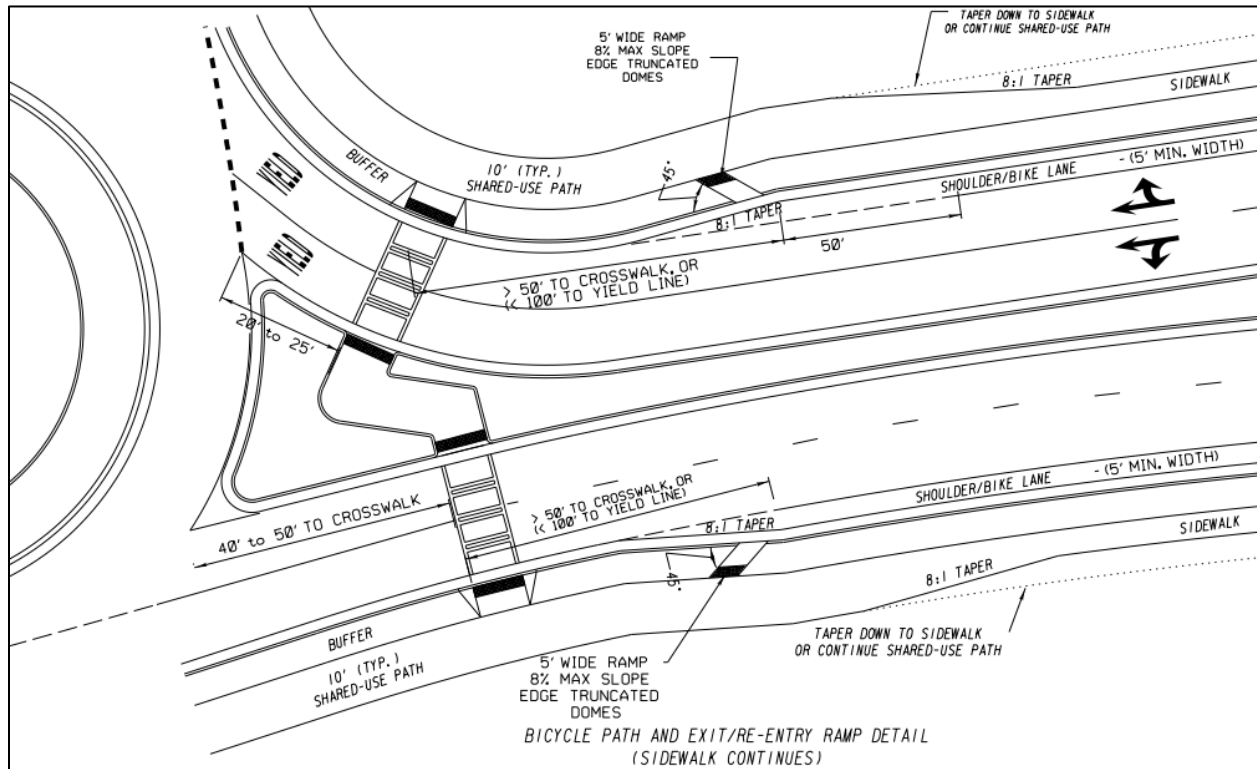 TAPER DOWN TO SIDEWALK
OR CONTINUE SHARED-USE PATH
5' WIDE RAMP
8% MAX SLOPE
EDGE TRUNCATED
DOMES
8:1 TAPER
SIDEWALK
BUFFER
10' (TYP.)
SHARED-USE PATH
45°
SHOULDER/BIKE LANE - (5' MIN. WIDTH)
8:1 TAPER
50'
> 50' TO CROSSWALK, OR
(< 100' TO YIELD LINE)
20' to 25'
SHOULDER/BIKE LANE - (5' MIN. WIDTH)
> 50' TO CROSSWALK, OR
(< 100' TO YIELD LINE)
40' to 50' TO CROSSWALK
8:1 TAPER
SIDEWALK
45°
8:1 TAPER
BUFFER
TAPER DOWN TO SIDEWALK
OR CONTINUE SHARED-USE PATH
10' (TYP.)
SHARED-USE PATH
5' WIDE RAMP
8% MAX SLOPE
EDGE TRUNCATED
DOMES
BICYCLE PATH AND EXIT/RE-ENTRY RAMP DETAIL
(SIDEWALK CONTINUES)